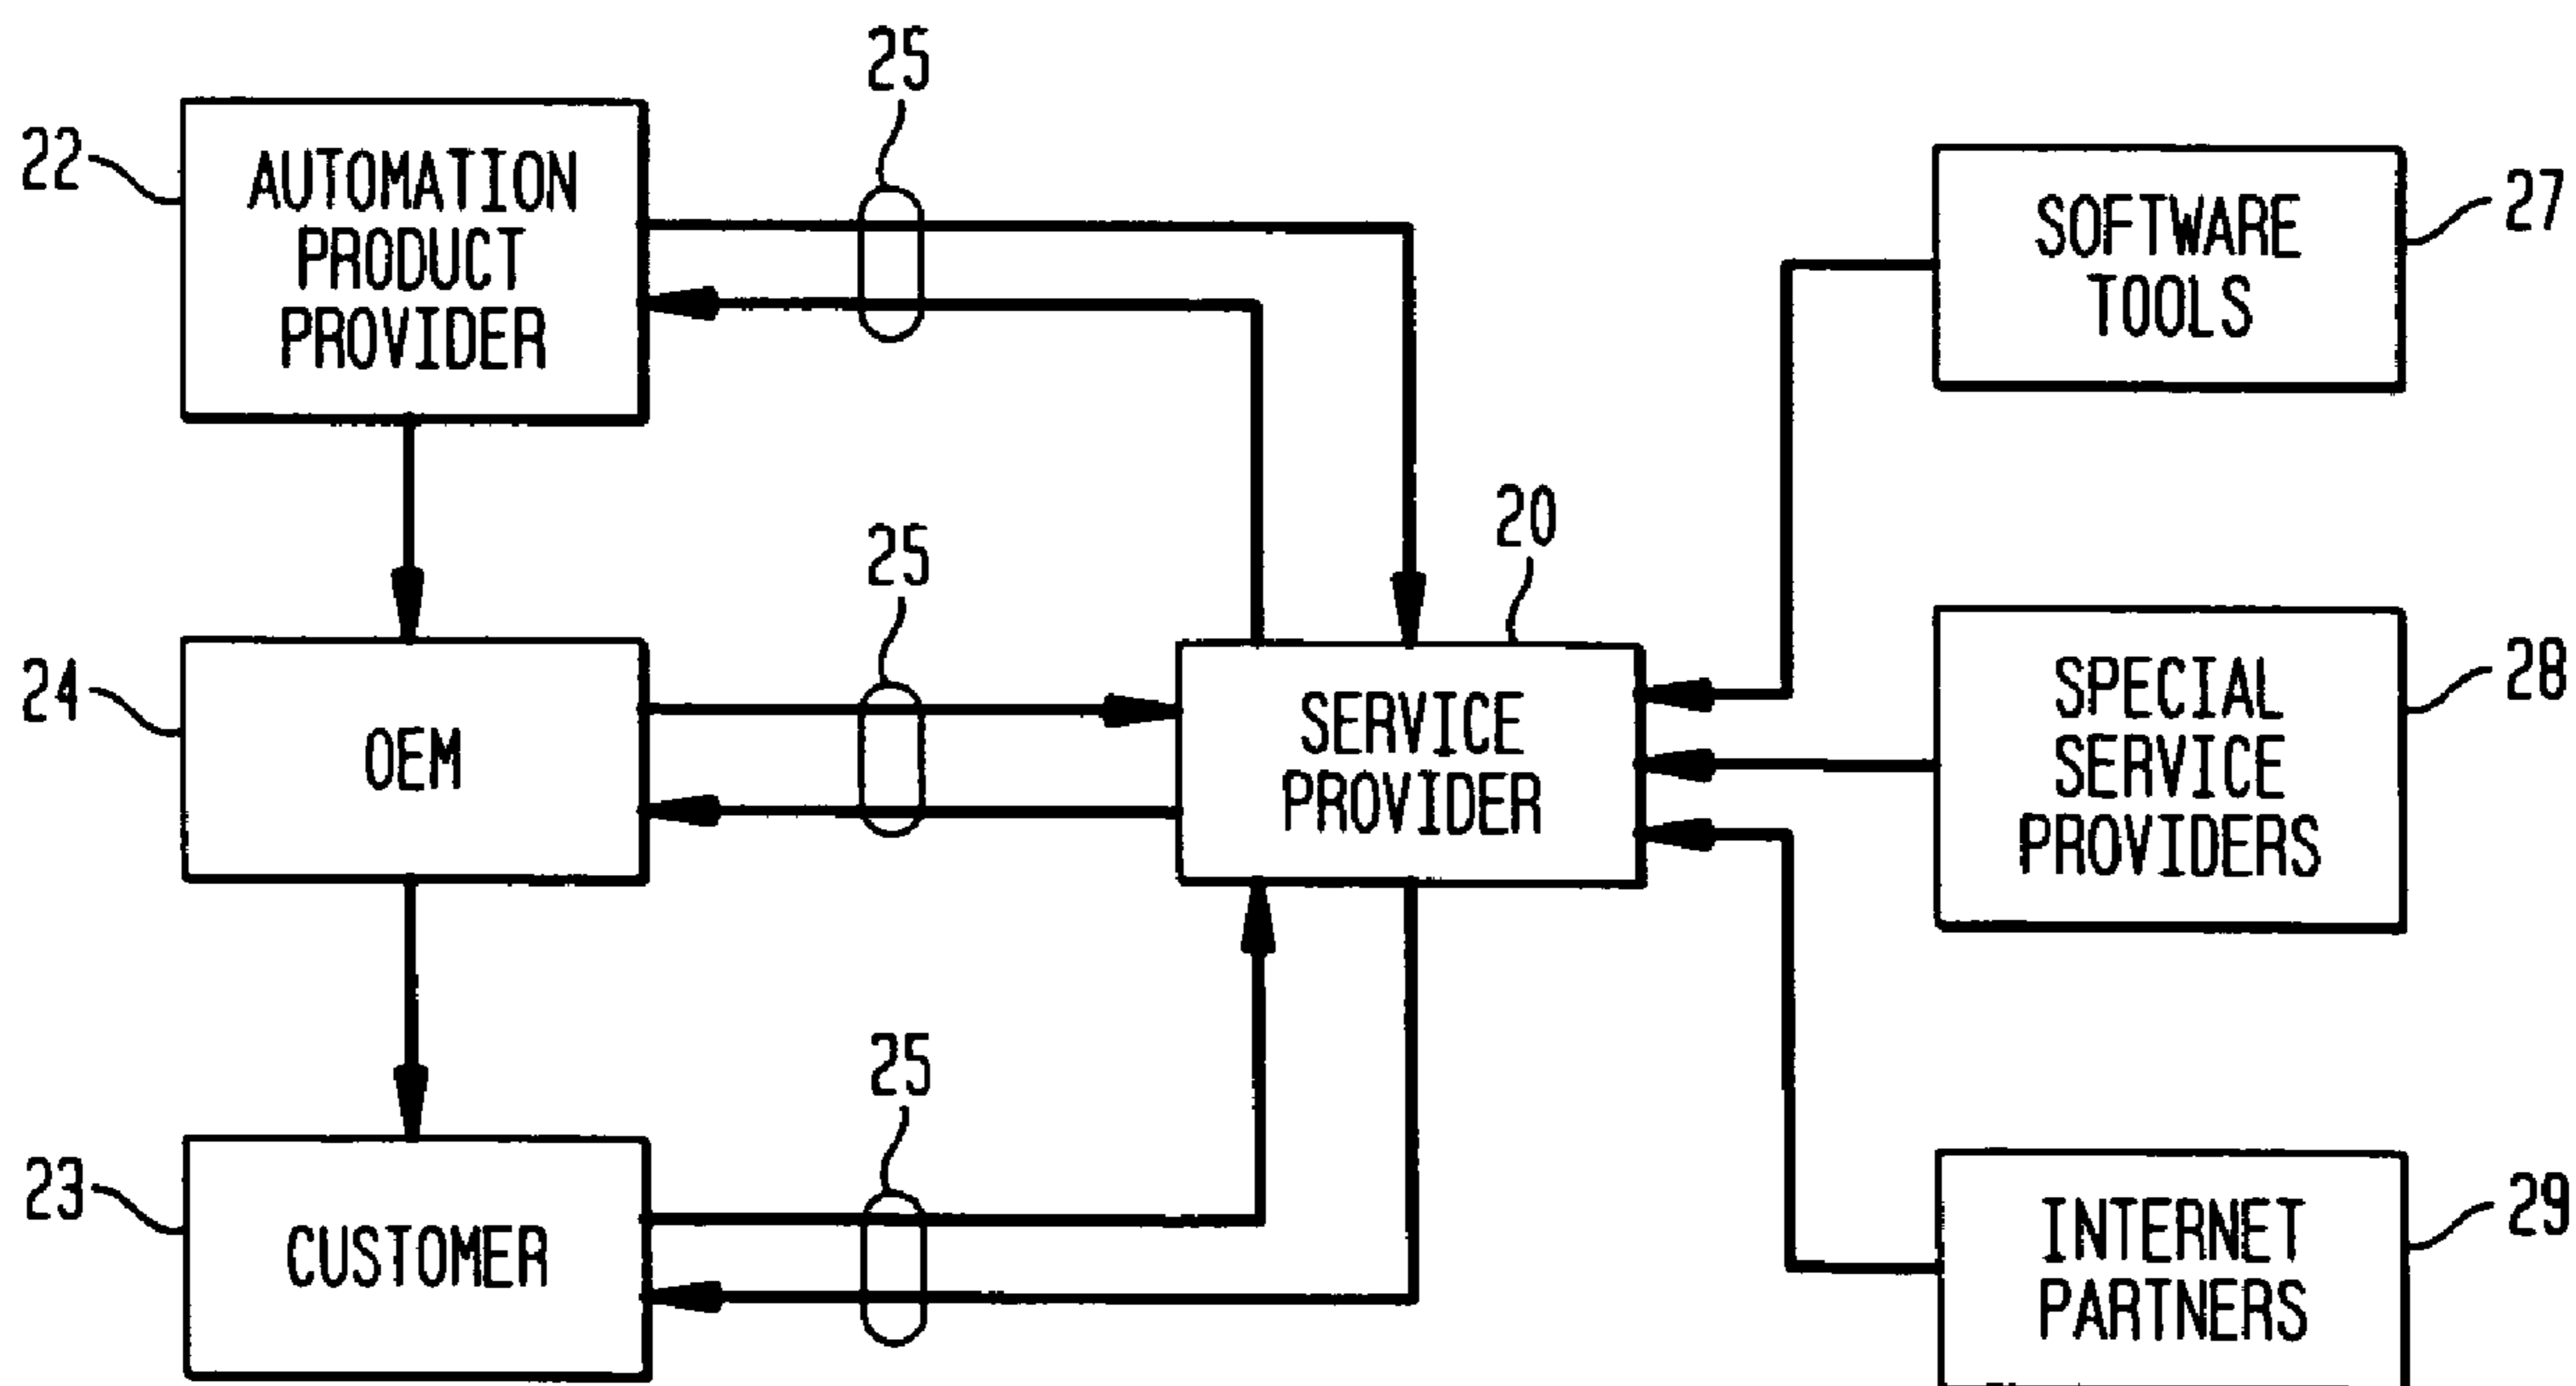 25
22
AUTOMATION
PRODUCT
PROVIDER
SOFTWARE
TOOLS
27
25
20
24
OEM
SERVICE
PROVIDER
SPECIAL
SERVICE
PROVIDERS
28
25
23
CUSTOMER
INTERNET
PARTNERS
29